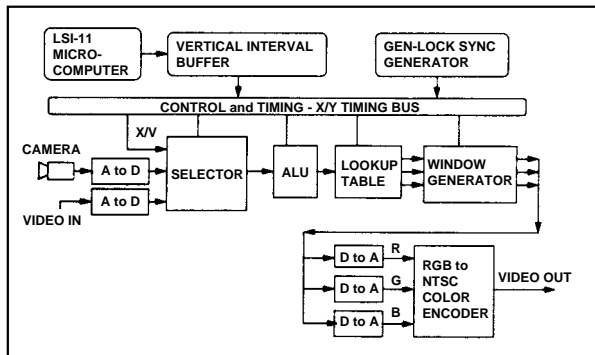 LSI-11
MICRO-
COMPUTER
VERTICAL INTERVAL
BUFFER
GEN-LOCK SYNC
GENERATOR
CONTROL and TIMING - X/Y TIMING BUS
X/V
CAMERA
A to D
SELECTOR
ALU
LOOKUP
TABLE
WINDOW
GENERATOR
A to D
VIDEO IN
D to A
R
D to A
G
D to A
B
RGB to
NTSC
COLOR
ENCODER
VIDEO OUT